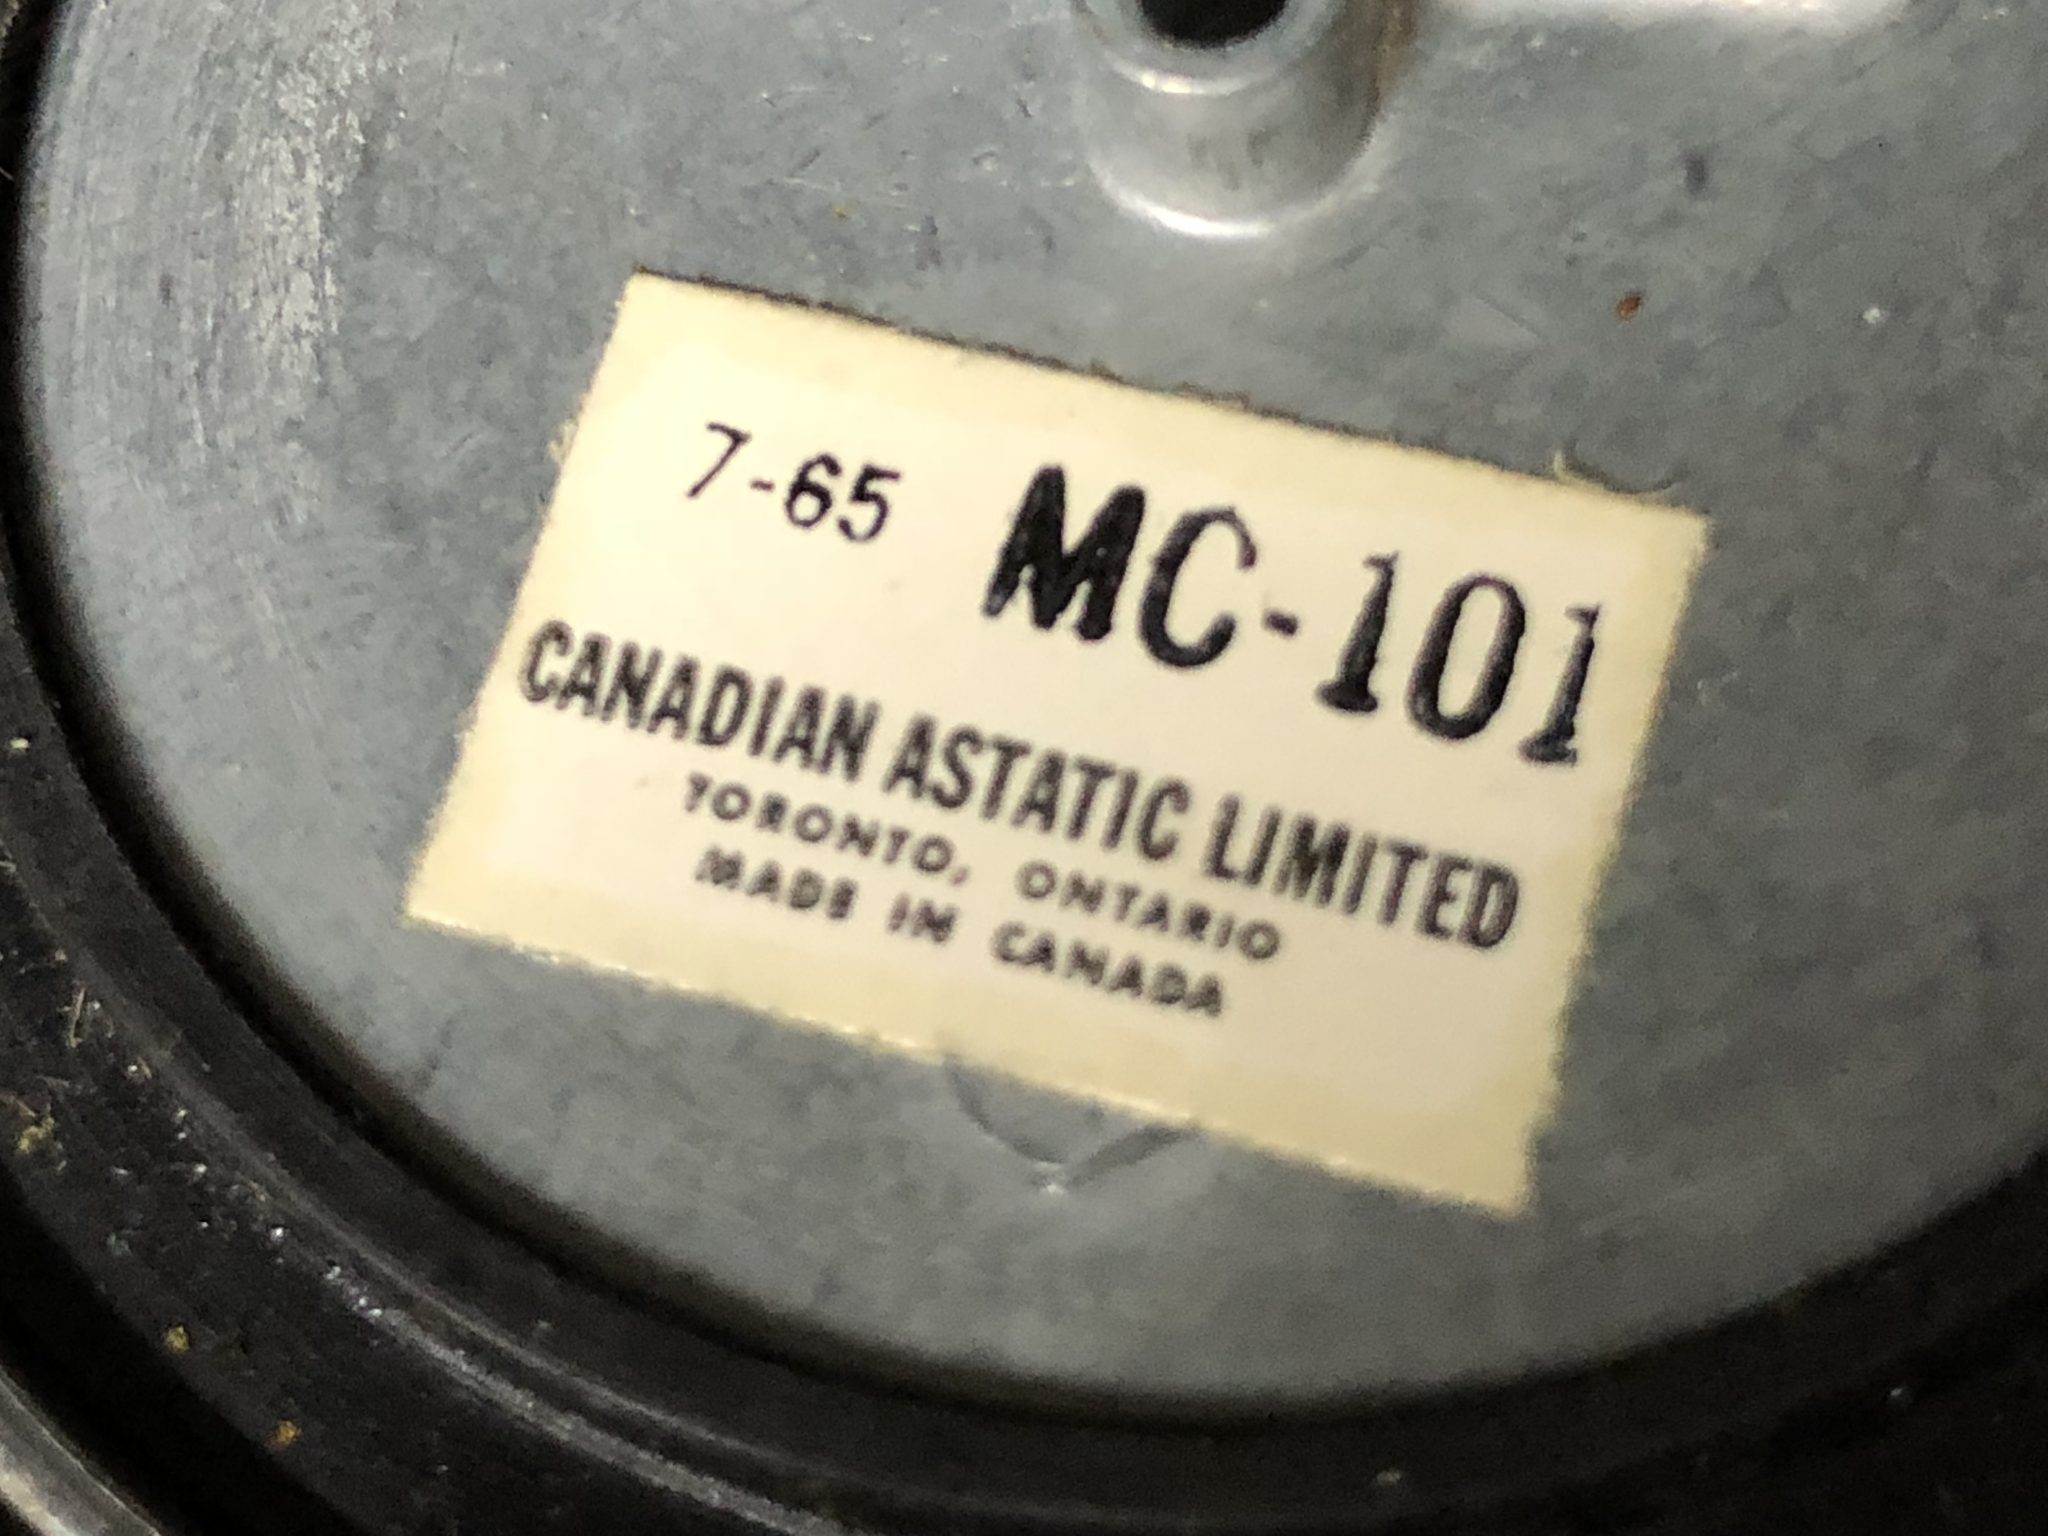 7-65 MC-101
CANADIAN ASTATIC LIMITED
TORONTO, ONTARIO
MADE IN CANADA